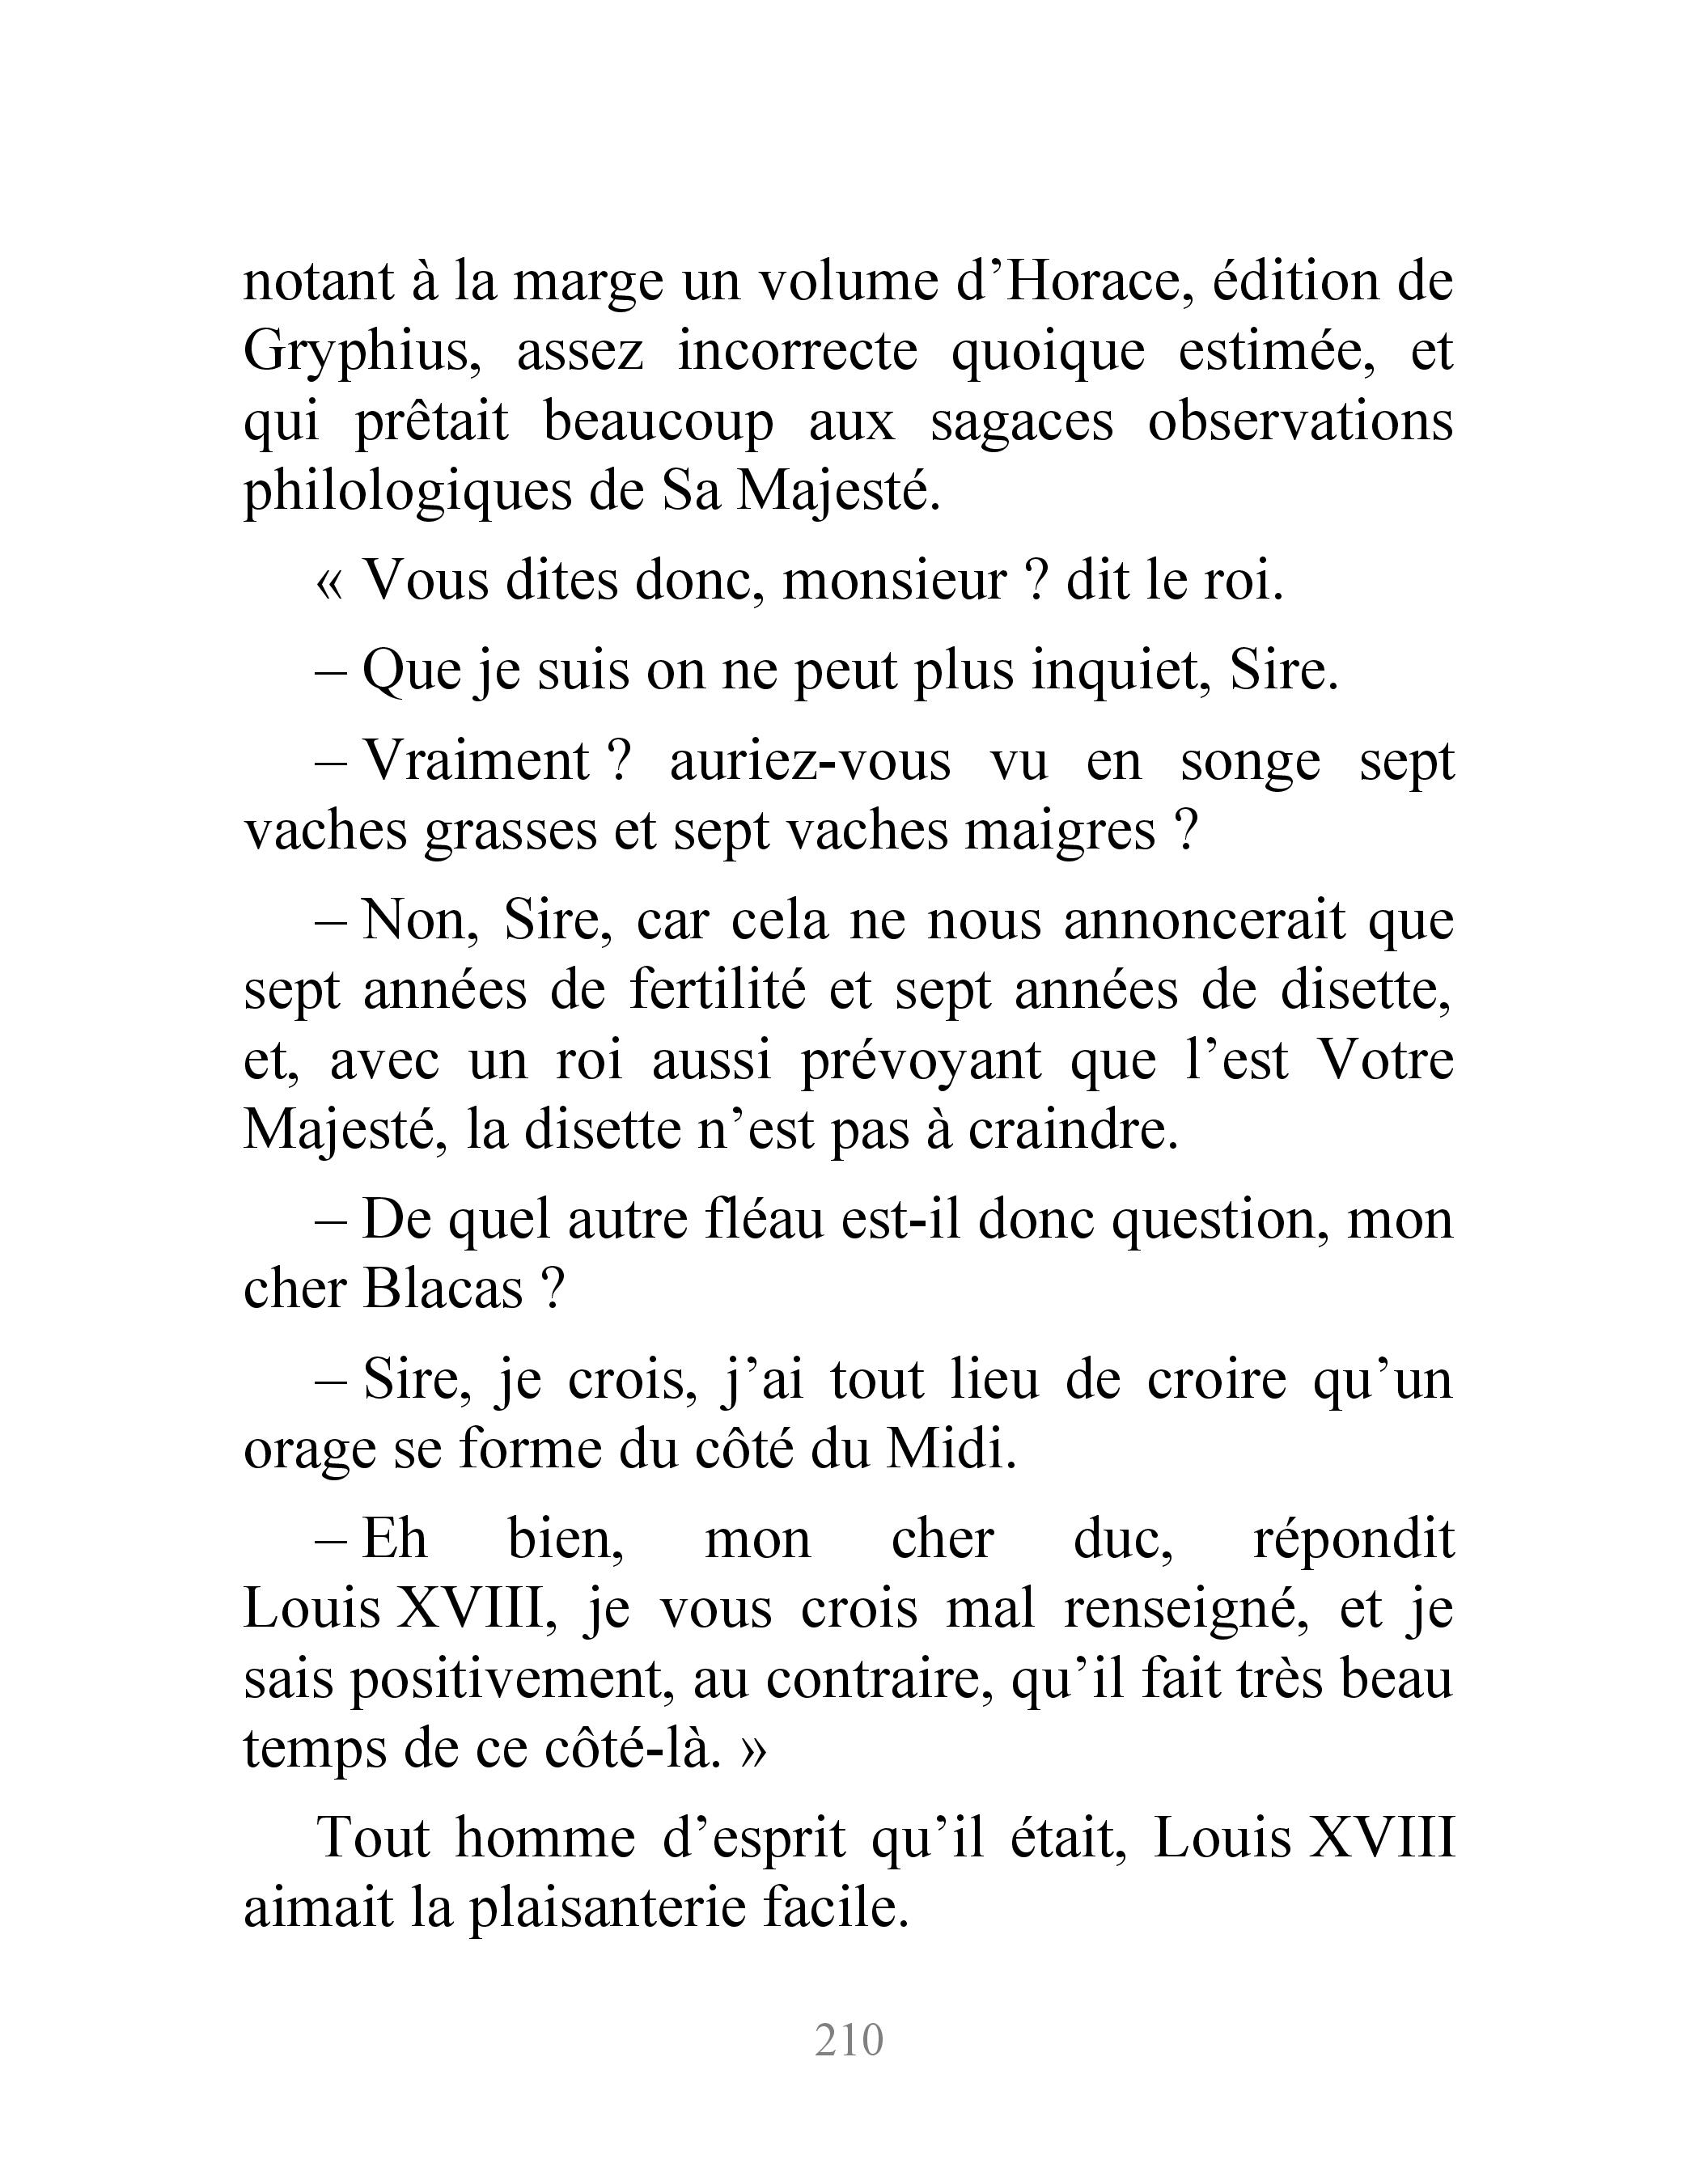 notant à la marge un volume d’Horace, édition de
Gryphius, assez incorrecte quoique estimée, et
qui prêtait beaucoup aux sagaces observations
philologiques de Sa Majesté.
« Vous dites donc, monsieur ? dit le roi.
– Que je suis on ne peut plus inquiet, Sire.
– Vraiment ? auriez-vous vu en songe sept
vaches grasses et sept vaches maigres ?
– Non, Sire, car cela ne nous annoncerait que
sept années de fertilité et sept années de disette,
et, avec un roi aussi prévoyant que l’est Votre
Majesté, la disette n’est pas à craindre.
– De quel autre fléau est-il donc question, mon
cher Blacas ?
– Sire, je crois, j’ai tout lieu de croire qu’un
orage se forme du côté du Midi.
– Eh bien, mon cher duc, répondit
Louis XVIII, je vous crois mal renseigné, et je
sais positivement, au contraire, qu’il fait très beau
temps de ce côté-là. »
Tout homme d’esprit qu’il était, Louis XVIII
aimait la plaisanterie facile.
210